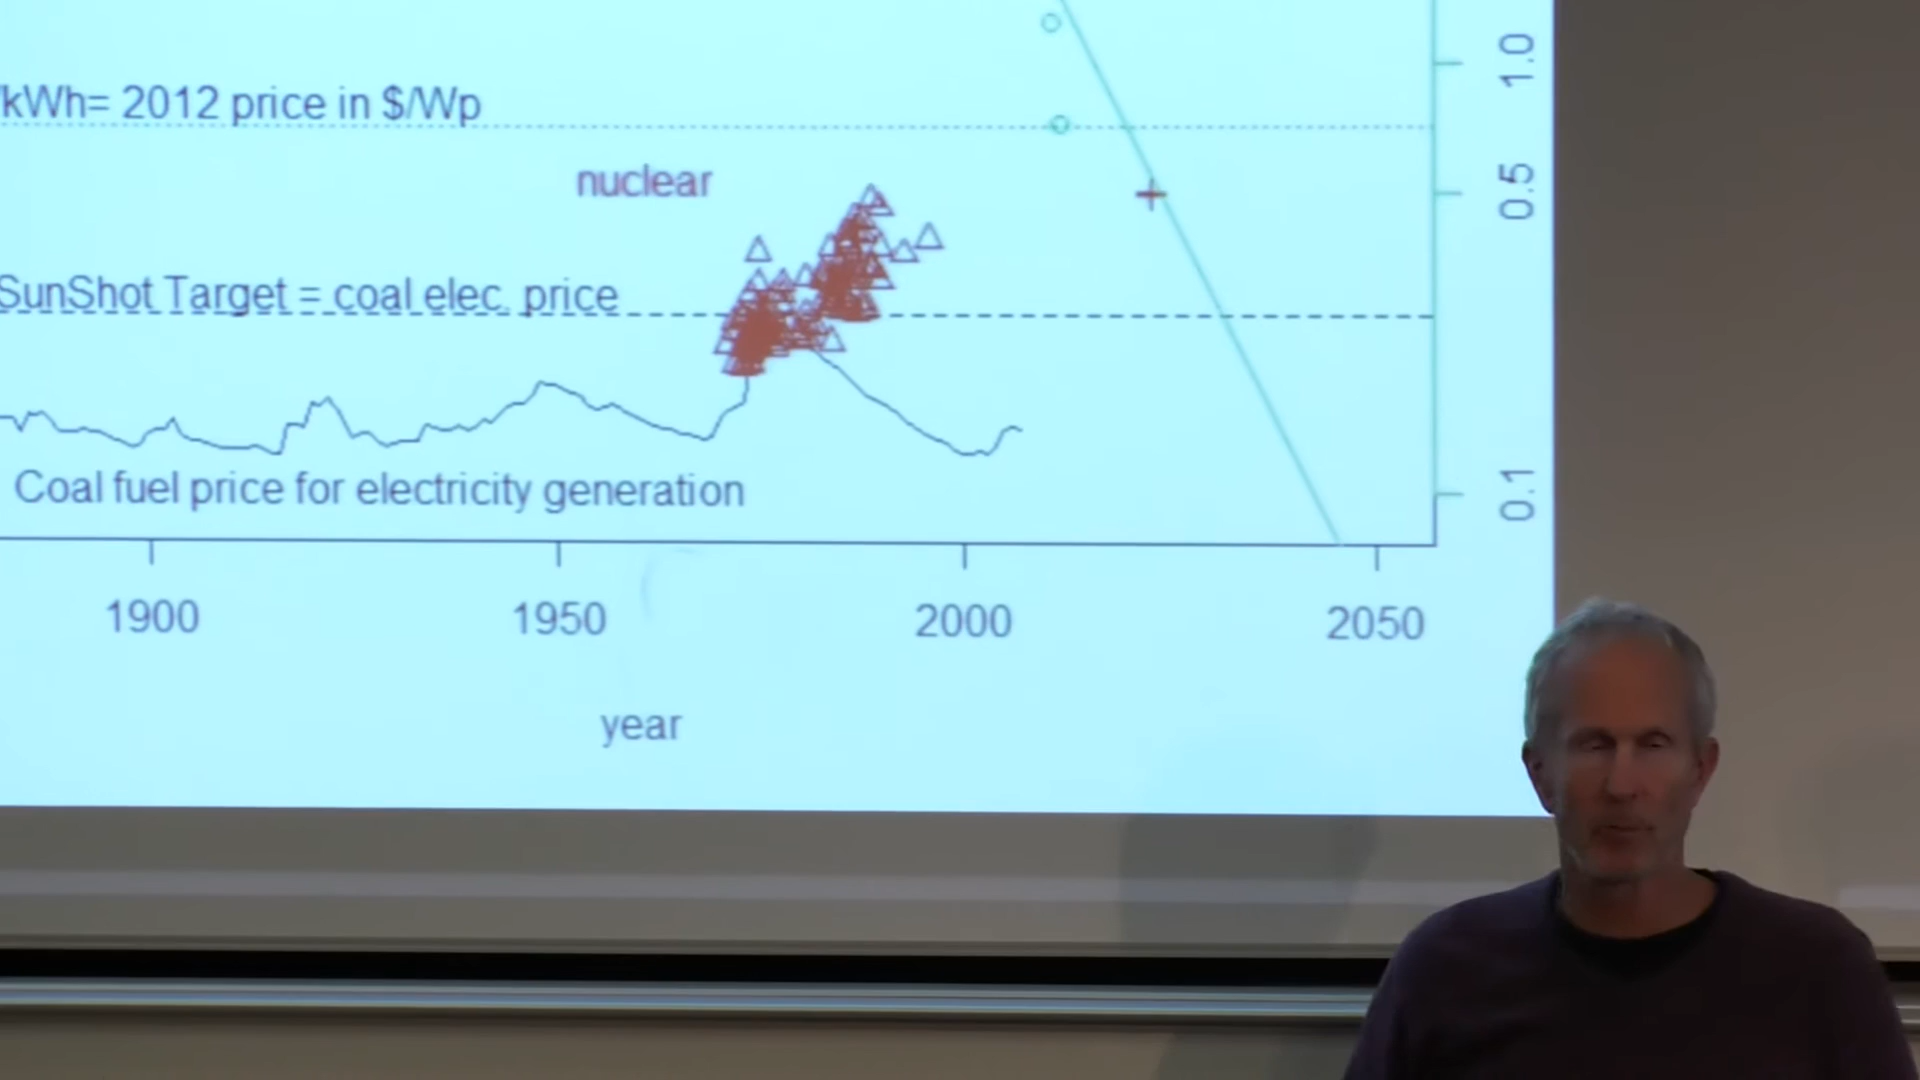 1.0
/kWh= 2012 price in $/Wp
nuclear
0.5
SunShot Target = coal elec. price
Coal fuel price for electricity generation
0.1
1900 1950 2000 2050
year